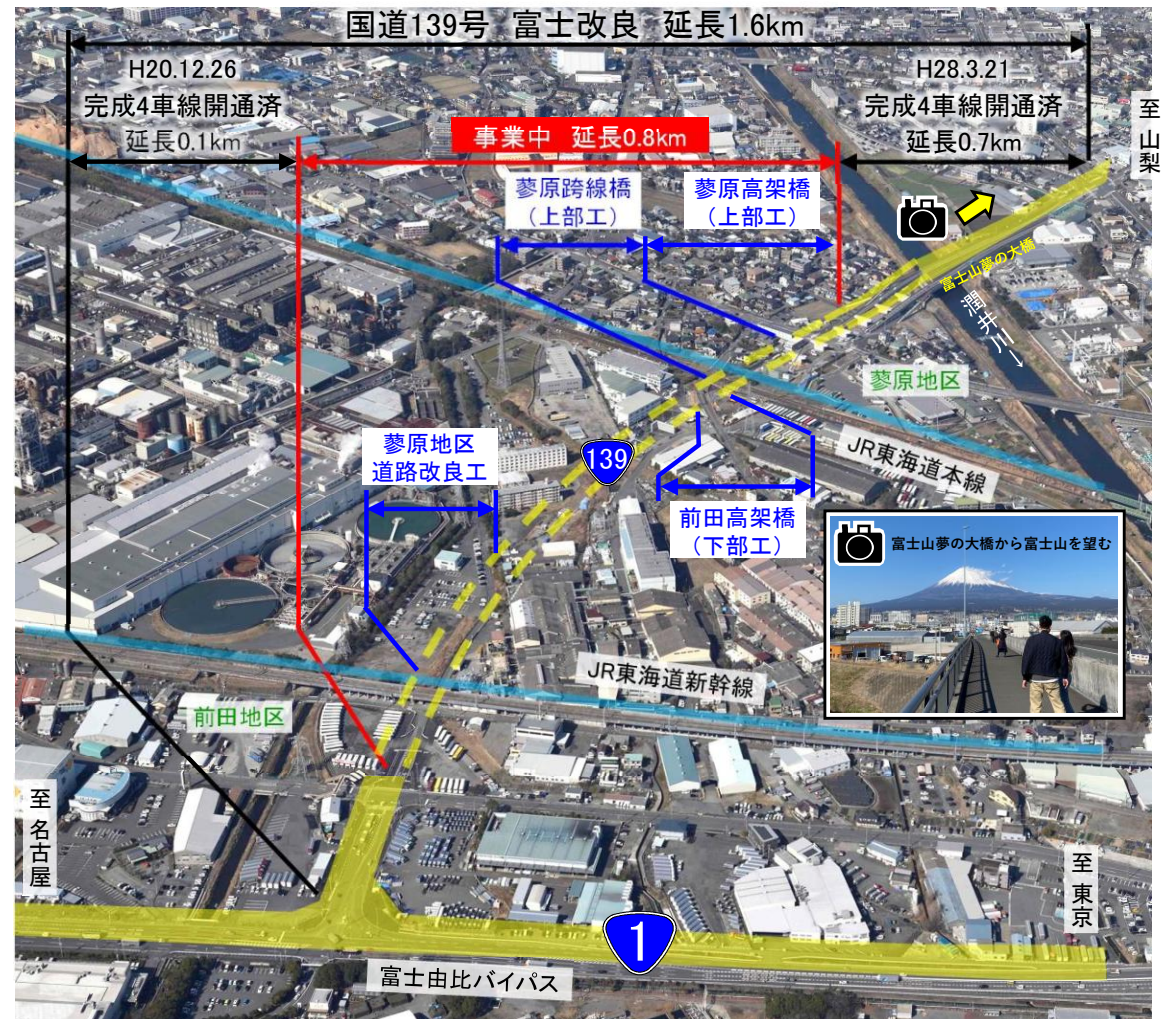 国道139号 富士改良 延長1.6km
H20.12.26
完成4車線開通済
延長0.1km
事業中 延長0.8km
H28.3.21
完成4車線開通済
延長0.7km
至 山梨
蓼原跨線橋
（上部工）
蓼原高架橋
（上部工）
富士山夢の大橋
潤井川→
蓼原地区
JR東海道本線
139
蓼原地区
道路改良工
前田高架橋
（下部工）
富士山夢の大橋から富士山を望む
JR東海道新幹線
前田地区
至 名古屋
至 東京
1
富士由比バイパス